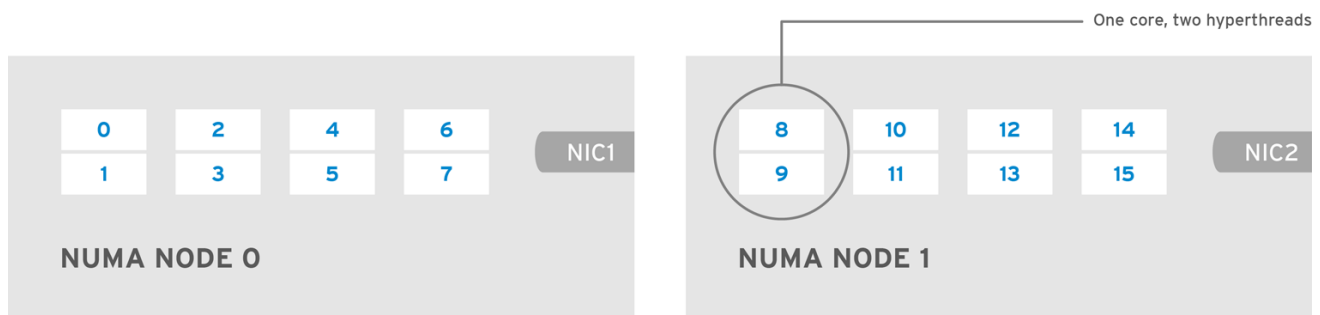 One core, two hyperthreads
0 2 4 6
NIC1
1 3 5 7
NUMA NODE 0
8 10 12 14
NIC2
9 11 13 15
NUMA NODE 1